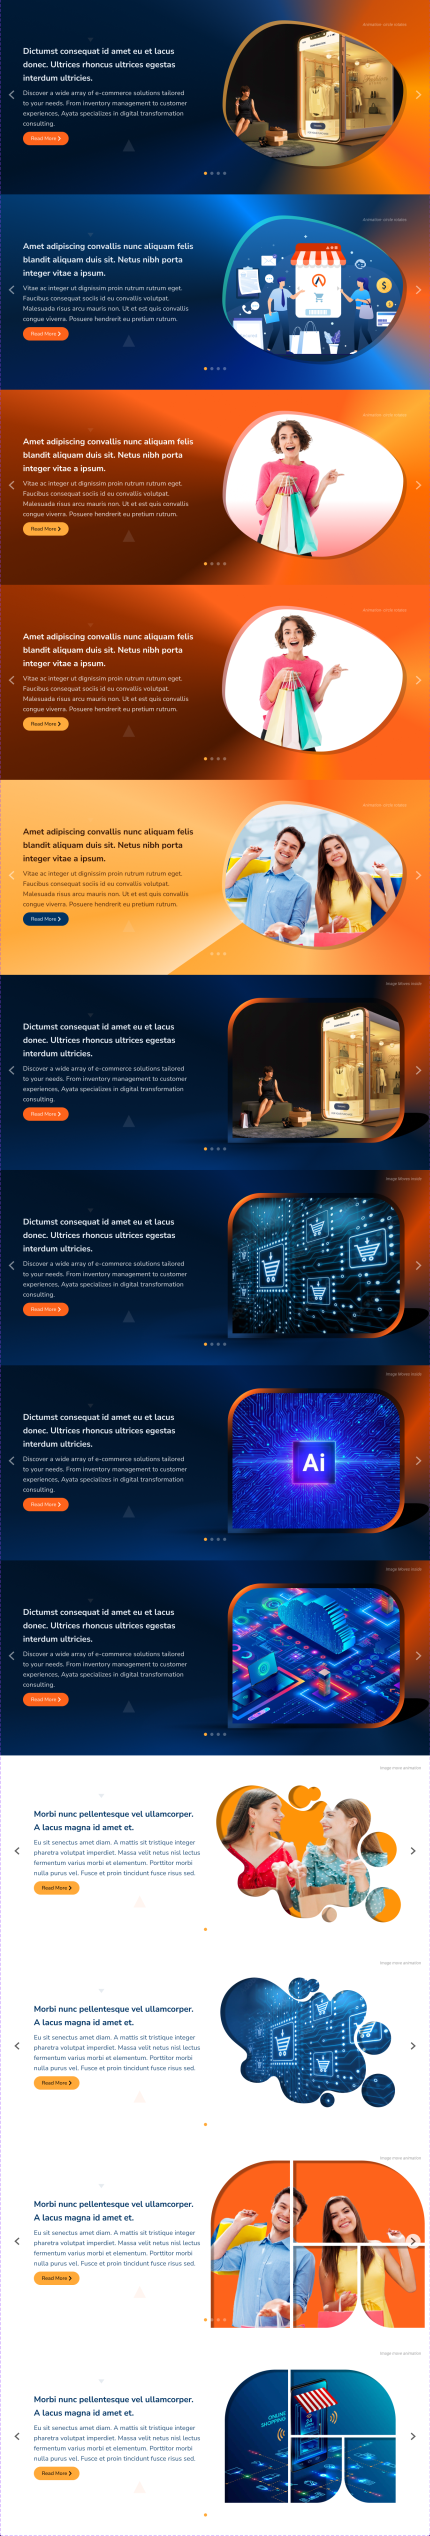 Animation circle motion
Dictumst consequat id amet eu et lacus
donec. Ultrices rhoncus ultrices egestas
interdum ultricies.
Discover a wide array of e-commerce solutions tailored
to your needs. From inventory management to customer
experiences, Ayata specializes in digital transformation
consulting.
Read More
Amet adipiscing convallis nunc aliquam felis
blandit aliquam duis sit. Netus nibh porta
integer vitae a ipsum.
Vitae ac integer ut dignissim proin rutrum rutrum eget.
Faucibus consequat sociis id eu convallis volutpat.
Malesuada risus arcu mauris non. Ut et est quis convallis
congue viverra. Posuere hendrerit eu pretium rutrum.
Read More
Amet adipiscing convallis nunc aliquam felis
blandit aliquam duis sit. Netus nibh porta
integer vitae a ipsum.
Vitae ac integer ut dignissim proin rutrum rutrum eget.
Faucibus consequat sociis id eu convallis volutpat.
Malesuada risus arcu mauris non. Ut et est quis convallis
congue viverra. Posuere hendrerit eu pretium rutrum.
Read More
Amet adipiscing convallis nunc aliquam felis
blandit aliquam duis sit. Netus nibh porta
integer vitae a ipsum.
Vitae ac integer ut dignissim proin rutrum rutrum eget.
Faucibus consequat sociis id eu convallis volutpat.
Malesuada risus arcu mauris non. Ut et est quis convallis
congue viverra. Posuere hendrerit eu pretium rutrum.
Read More
Amet adipiscing convallis nunc aliquam felis
blandit aliquam duis sit. Netus nibh porta
integer vitae a ipsum.
Vitae ac integer ut dignissim proin rutrum rutrum eget.
Faucibus consequat sociis id eu convallis volutpat.
Malesuada risus arcu mauris non. Ut et est quis convallis
congue viverra. Posuere hendrerit eu pretium rutrum.
Read More
Dictumst consequat id amet eu et lacus
donec. Ultrices rhoncus ultrices egestas
interdum ultricies.
Discover a wide array of e-commerce solutions tailored
to your needs. From inventory management to customer
experiences, Ayata specializes in digital transformation
consulting.
Read More
Dictumst consequat id amet eu et lacus
donec. Ultrices rhoncus ultrices egestas
interdum ultricies.
Discover a wide array of e-commerce solutions tailored
to your needs. From inventory management to customer
experiences, Ayata specializes in digital transformation
consulting.
Read More
Dictumst consequat id amet eu et lacus
donec. Ultrices rhoncus ultrices egestas
interdum ultricies.
Discover a wide array of e-commerce solutions tailored
to your needs. From inventory management to customer
experiences, Ayata specializes in digital transformation
consulting.
Read More
Ai
Dictumst consequat id amet eu et lacus
donec. Ultrices rhoncus ultrices egestas
interdum ultricies.
Discover a wide array of e-commerce solutions tailored
to your needs. From inventory management to customer
experiences, Ayata specializes in digital transformation
consulting.
Read More
Image move animation
Morbi nunc pellentesque vel ullamcorper.
A lacus magna id amet et.
Eu sit senectus amet diam. A mattis sit tristique integer
pharetra volutpat imperdiet. Massa velit netus nisl lectus
fermentum varius morbi et elementum. Porttitor morbi
nulla purus vel. Fusce et proin tincidunt fusce risus sed.
Read More
Image move animation
Morbi nunc pellentesque vel ullamcorper.
A lacus magna id amet et.
Eu sit senectus amet diam. A mattis sit tristique integer
pharetra volutpat imperdiet. Massa velit netus nisl lectus
fermentum varius morbi et elementum. Porttitor morbi
nulla purus vel. Fusce et proin tincidunt fusce risus sed.
Read More
Image move animation
Morbi nunc pellentesque vel ullamcorper.
A lacus magna id amet et.
Eu sit senectus amet diam. A mattis sit tristique integer
pharetra volutpat imperdiet. Massa velit netus nisl lectus
fermentum varius morbi et elementum. Porttitor morbi
nulla purus vel. Fusce et proin tincidunt fusce risus sed.
Read More
Image move animation
Morbi nunc pellentesque vel ullamcorper.
A lacus magna id amet et.
Eu sit senectus amet diam. A mattis sit tristique integer
pharetra volutpat imperdiet. Massa velit netus nisl lectus
fermentum varius morbi et elementum. Porttitor morbi
nulla purus vel. Fusce et proin tincidunt fusce risus sed.
Read More
ONLINE
SHOPPING